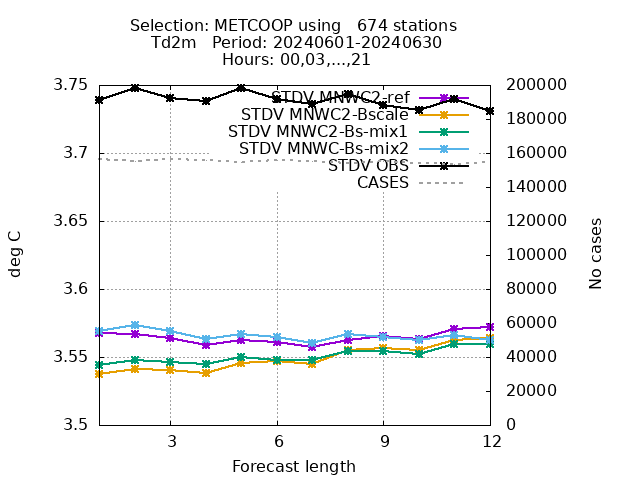 Selection: METCOOP using   674 stations
Td2m   Period: 20240601-20240630
Hours: 00,03,...,21
3.75
3.7
3.65
3.6
3.55
3.5
200000
180000
160000
140000
120000
100000
80000
60000
40000
20000
0
STDV MNWC2-ref
STDV MNWC2-Bscale
STDV MNWC2-Bs-mix1
STDV MNWC-Bs-mix2
STDV OBS
CASES
deg C
No cases
3
6
9
12
Forecast length